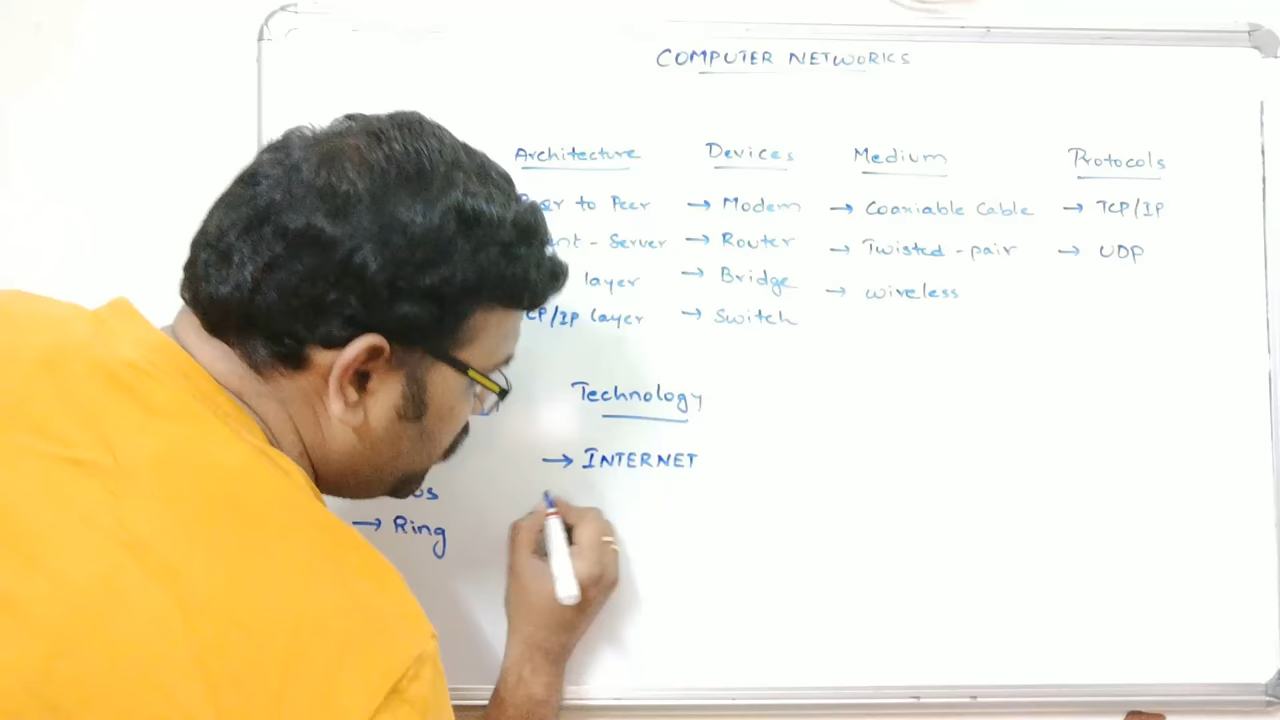 COMPUTER NETWORKS
Architecture Devices Medium Protocols
to Peer → Modem → Coaxiable Cable → TCP/IP
- Server → Router → Twisted-pair → UDP
layer → Bridge → wireless
/IP layer → Switch
Technology
→ INTERNET
→ Ring